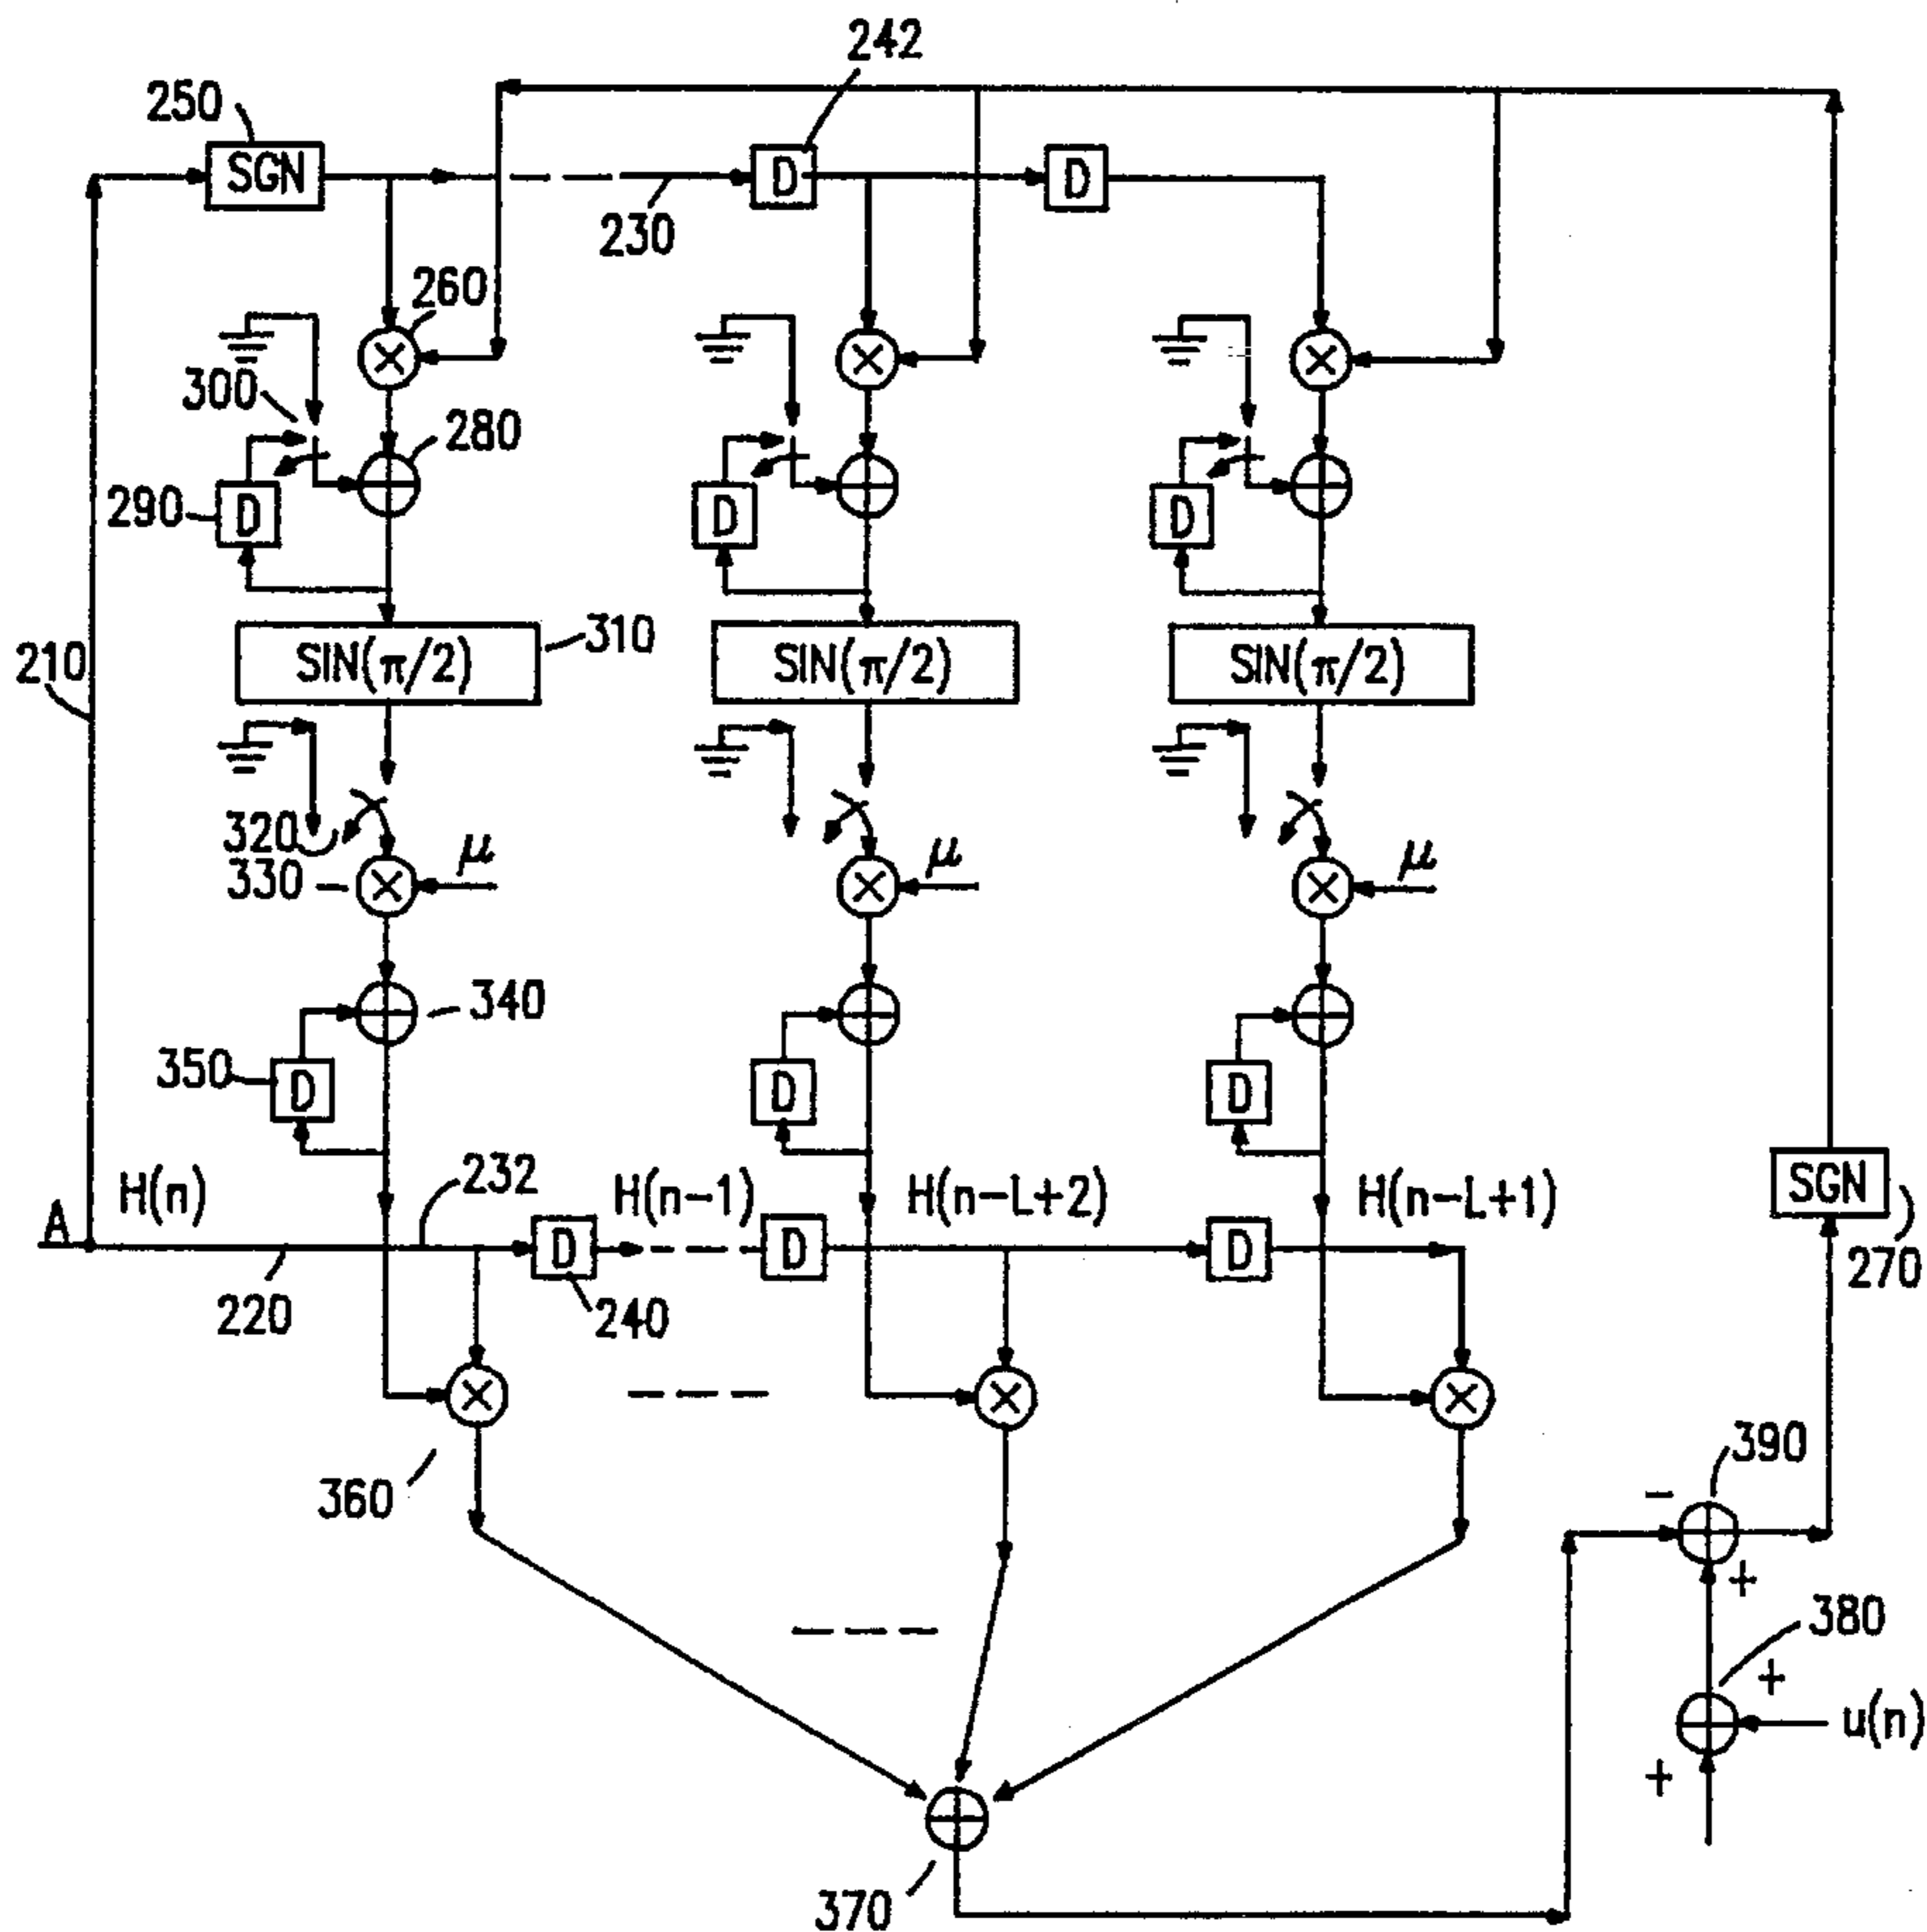 242
250
SGN
D
D
230
260
300
280
290
D
D
D
SIN(π/2)
310
SIN(π/2)
SIN(π/2)
210
320
μ
μ
μ
330
340
350
D
D
D
A
H(n)
232
H(n-1)
H(n-L+2)
H(n-L+1)
SGN
D
D
D
270
220
240
360
390
-
+
380
+
u(n)
+
370